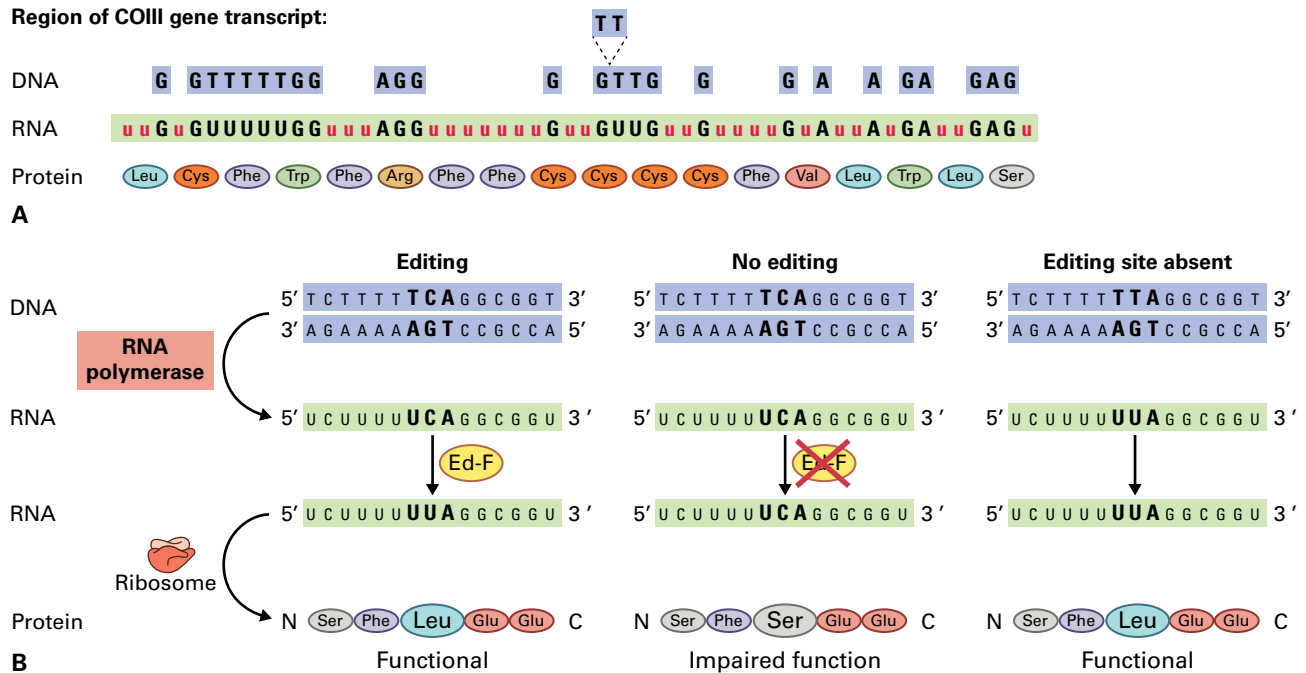 Region of COIII gene transcript:
TT
DNA G GTTTTTGG AGG G GTTG G G A A GA GAG
RNA uuGuGUUUUUGGuuuAGGuuuuuuuGuuGUUGuuGuuuuGuAuuAuGAuuGAGu
Protein Leu Cys Phe Trp Phe Arg Phe Phe Cys Cys Cys Cys Phe Val Leu Trp Leu Ser
A
Editing No editing Editing site absent
DNA 5′ TCTTTTTCAGGCGGT 3′ 5′ TCTTTTTCAGGCGGT 3′ 5′ TCTTTTTTAGGCGGT 3′
3′ AGAAAAAGTCCGCCA 5′ 3′ AGAAAAAGTCCGCCA 5′ 3′ AGAAAAAGTCCGCCA 5′
RNA
polymerase
RNA 5′ UCUUUUUCAGGCGGU 3′ 5′ UCUUUUUCAGGCGGU 3′ 5′ UCUUUUUUAGGCGGU 3′
Ed-F Ed-F
RNA 5′ UCUUUUUUAGGCGGU 3′ 5′ UCUUUUUCAGGCGGU 3′ 5′ UCUUUUUUAGGCGGU 3′
Ribosome
Protein N Ser Phe Leu Glu Glu C N Ser Phe Ser Glu Glu C N Ser Phe Leu Glu Glu C
Functional Impaired function Functional
B